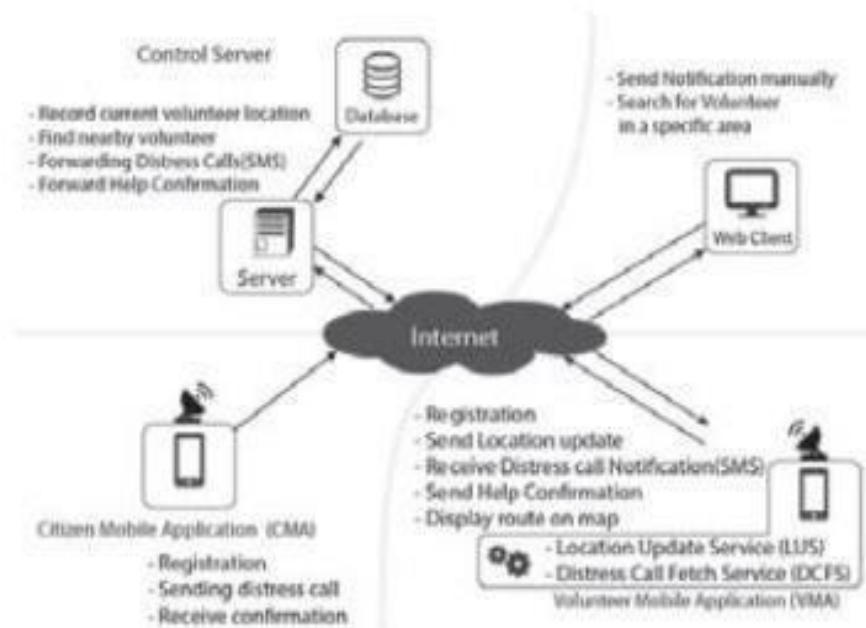 Control Server
- Record current volunteer location
- Find nearby volunteer
- Forwarding Distress Calls(SMS)
- Forward Help Confirmation
Database
Server
- Send Notification manually
- Search for Volunteer
in a specific area
Web Client
Internet
Citizen Mobile Application (CMA)
- Registration
- Sending distress call
- Receive confirmation
- Registration
- Send Location update
- Receive Distress call Notification(SMS)
- Send Help Confirmation
- Display route on map
- Location Update Service (LUS)
- Distress Call Fetch Service (DCFS)
Volunteer Mobile Application (VMA)